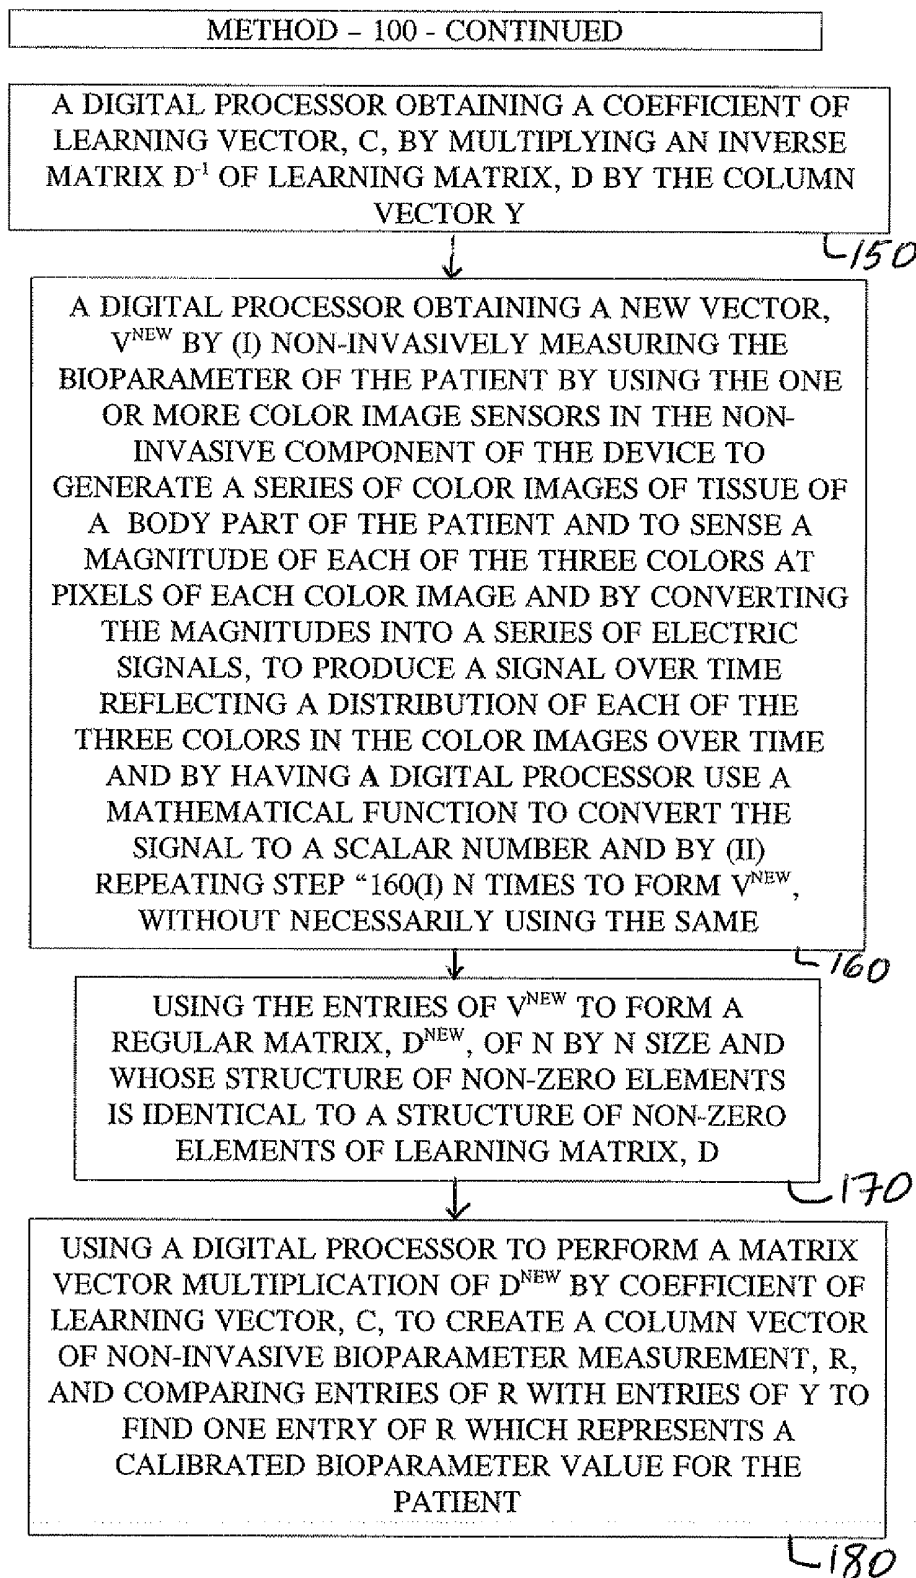 METHOD – 100 - CONTINUED
A DIGITAL PROCESSOR OBTAINING A COEFFICIENT OF
LEARNING VECTOR, C, BY MULTIPLYING AN INVERSE
MATRIX D⁻¹ OF LEARNING MATRIX, D BY THE COLUMN
VECTOR Y
150
A DIGITAL PROCESSOR OBTAINING A NEW VECTOR,
Vᴺᴱᵂ BY (I) NON-INVASIVELY MEASURING THE
BIOPARAMETER OF THE PATIENT BY USING THE ONE
OR MORE COLOR IMAGE SENSORS IN THE NON-
INVASIVE COMPONENT OF THE DEVICE TO
GENERATE A SERIES OF COLOR IMAGES OF TISSUE OF
A BODY PART OF THE PATIENT AND TO SENSE A
MAGNITUDE OF EACH OF THE THREE COLORS AT
PIXELS OF EACH COLOR IMAGE AND BY CONVERTING
THE MAGNITUDES INTO A SERIES OF ELECTRIC
SIGNALS, TO PRODUCE A SIGNAL OVER TIME
REFLECTING A DISTRIBUTION OF EACH OF THE
THREE COLORS IN THE COLOR IMAGES OVER TIME
AND BY HAVING A DIGITAL PROCESSOR USE A
MATHEMATICAL FUNCTION TO CONVERT THE
SIGNAL TO A SCALAR NUMBER AND BY (II)
REPEATING STEP “160(I) N TIMES TO FORM Vᴺᴱᵂ,
WITHOUT NECESSARILY USING THE SAME
160
USING THE ENTRIES OF Vᴺᴱᵂ TO FORM A
REGULAR MATRIX, Dᴺᴱᵂ, OF N BY N SIZE AND
WHOSE STRUCTURE OF NON-ZERO ELEMENTS
IS IDENTICAL TO A STRUCTURE OF NON-ZERO
ELEMENTS OF LEARNING MATRIX, D
170
USING A DIGITAL PROCESSOR TO PERFORM A MATRIX
VECTOR MULTIPLICATION OF Dᴺᴱᵂ BY COEFFICIENT OF
LEARNING VECTOR, C, TO CREATE A COLUMN VECTOR
OF NON-INVASIVE BIOPARAMETER MEASUREMENT, R,
AND COMPARING ENTRIES OF R WITH ENTRIES OF Y TO
FIND ONE ENTRY OF R WHICH REPRESENTS A
CALIBRATED BIOPARAMETER VALUE FOR THE
PATIENT
180